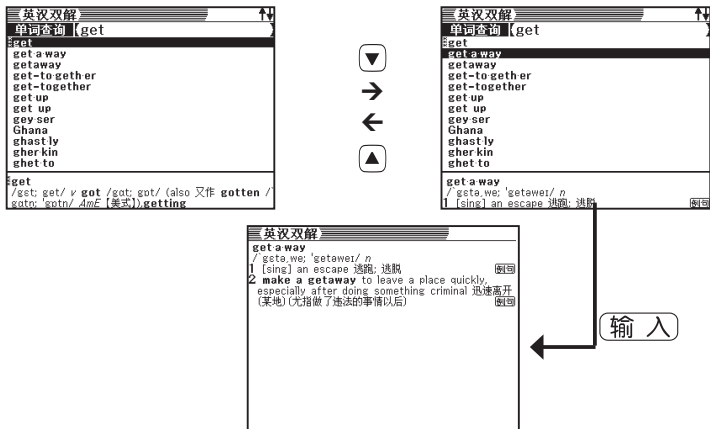 英汉双解
单词查询【get】
get
get·a·way
getaway
get-to·geth·er
get-together
get·up
get up
gey·ser
Ghana
ghast·ly
gher·kin
ghet·to
get
/gɛt; get/ v got /gɑt; gɒt/ (also 又作 gotten /ˋ
gɑtn̩; 'gɒtn/ AmE【美式】),getting
▼
→
←
▲
英汉双解
单词查询【get】
get
get·a·way
getaway
get-to·geth·er
get-together
get·up
get up
gey·ser
Ghana
ghast·ly
gher·kin
ghet·to
get·a·way
/ˋgɛtəˏwe; 'getəweɪ/ n
1 [sing] an escape 逃跑; 逃脱 例句
英汉双解
get·a·way
/ˋgɛtəˏwe; 'getəweɪ/ n
1 [sing] an escape 逃跑; 逃脱 例句
2 make a getaway to leave a place quickly,
especially after doing something criminal 迅速离开
(某地)(尤指做了违法的事情以后) 例句
输 入